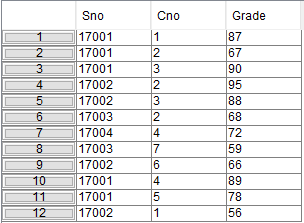 Sno Cno Grade
1 17001 1 87
2 17001 2 67
3 17001 3 90
4 17002 2 95
5 17002 3 88
6 17003 2 68
7 17004 4 72
8 17003 7 59
9 17002 6 66
10 17001 4 89
11 17001 5 78
12 17002 1 56